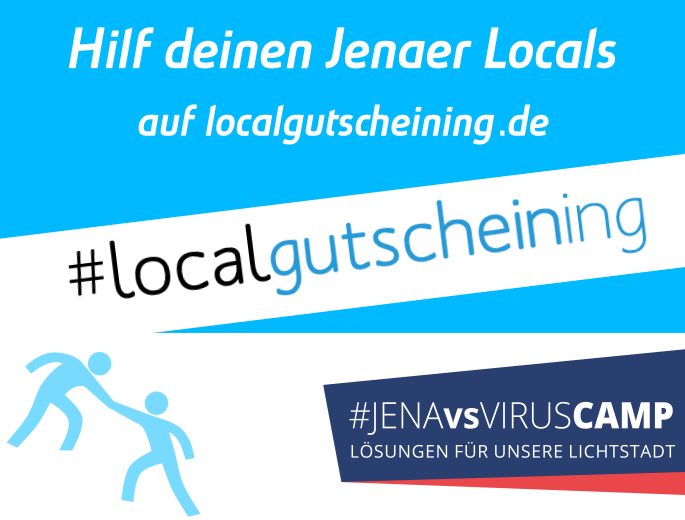 Hilf deinen Jenaer Locals
auf localgutscheining.de
#localgutscheining
#JENAvsVIRUSCAMP
LÖSUNGEN FÜR UNSERE LICHTSTADT